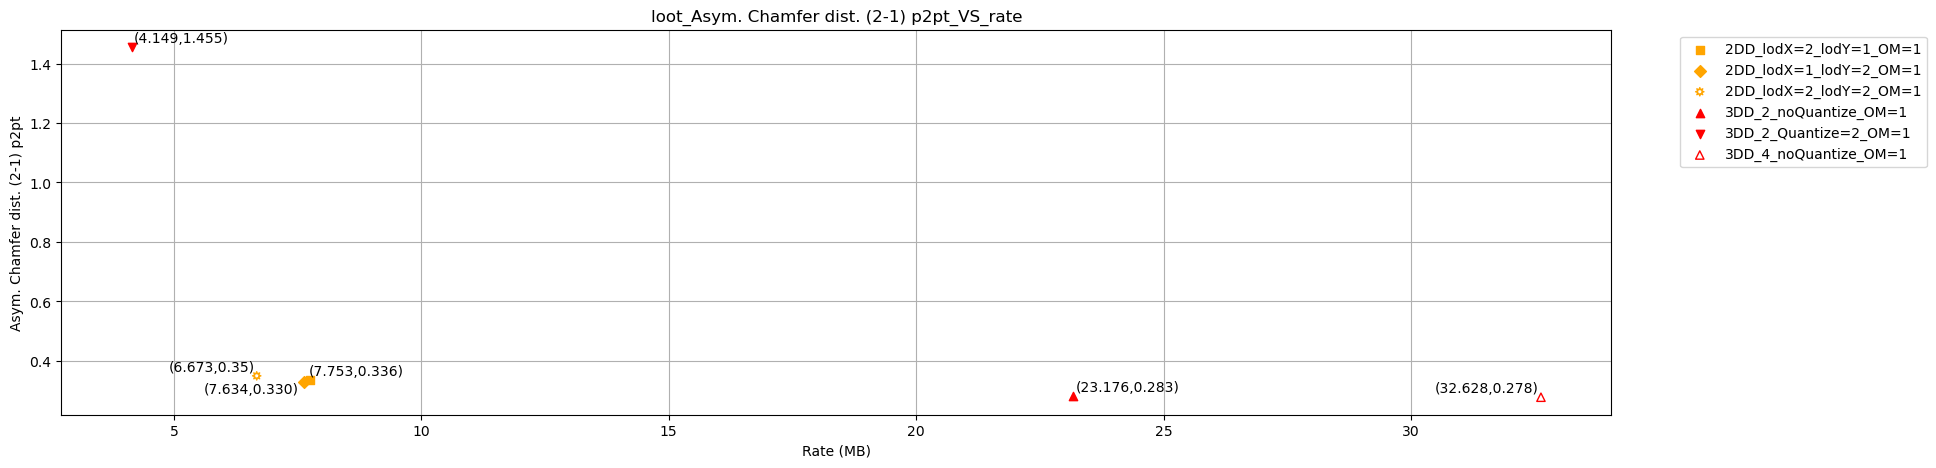 loot_Asym. Chamfer dist. (2-1) p2pt_VS_rate
Asym. Chamfer dist. (2-1) p2pt
1.4
1.2
1.0
0.8
0.6
0.4
(4.149,1.455)
(6.673,0.35)
(7.753,0.336)
(7.634,0.330)
(23.176,0.283)
(32.628,0.278)
5
10
15
20
25
30
Rate (MB)
2DD_lodX=2_lodY=1_OM=1
2DD_lodX=1_lodY=2_OM=1
2DD_lodX=2_lodY=2_OM=1
3DD_2_noQuantize_OM=1
3DD_2_Quantize=2_OM=1
3DD_4_noQuantize_OM=1